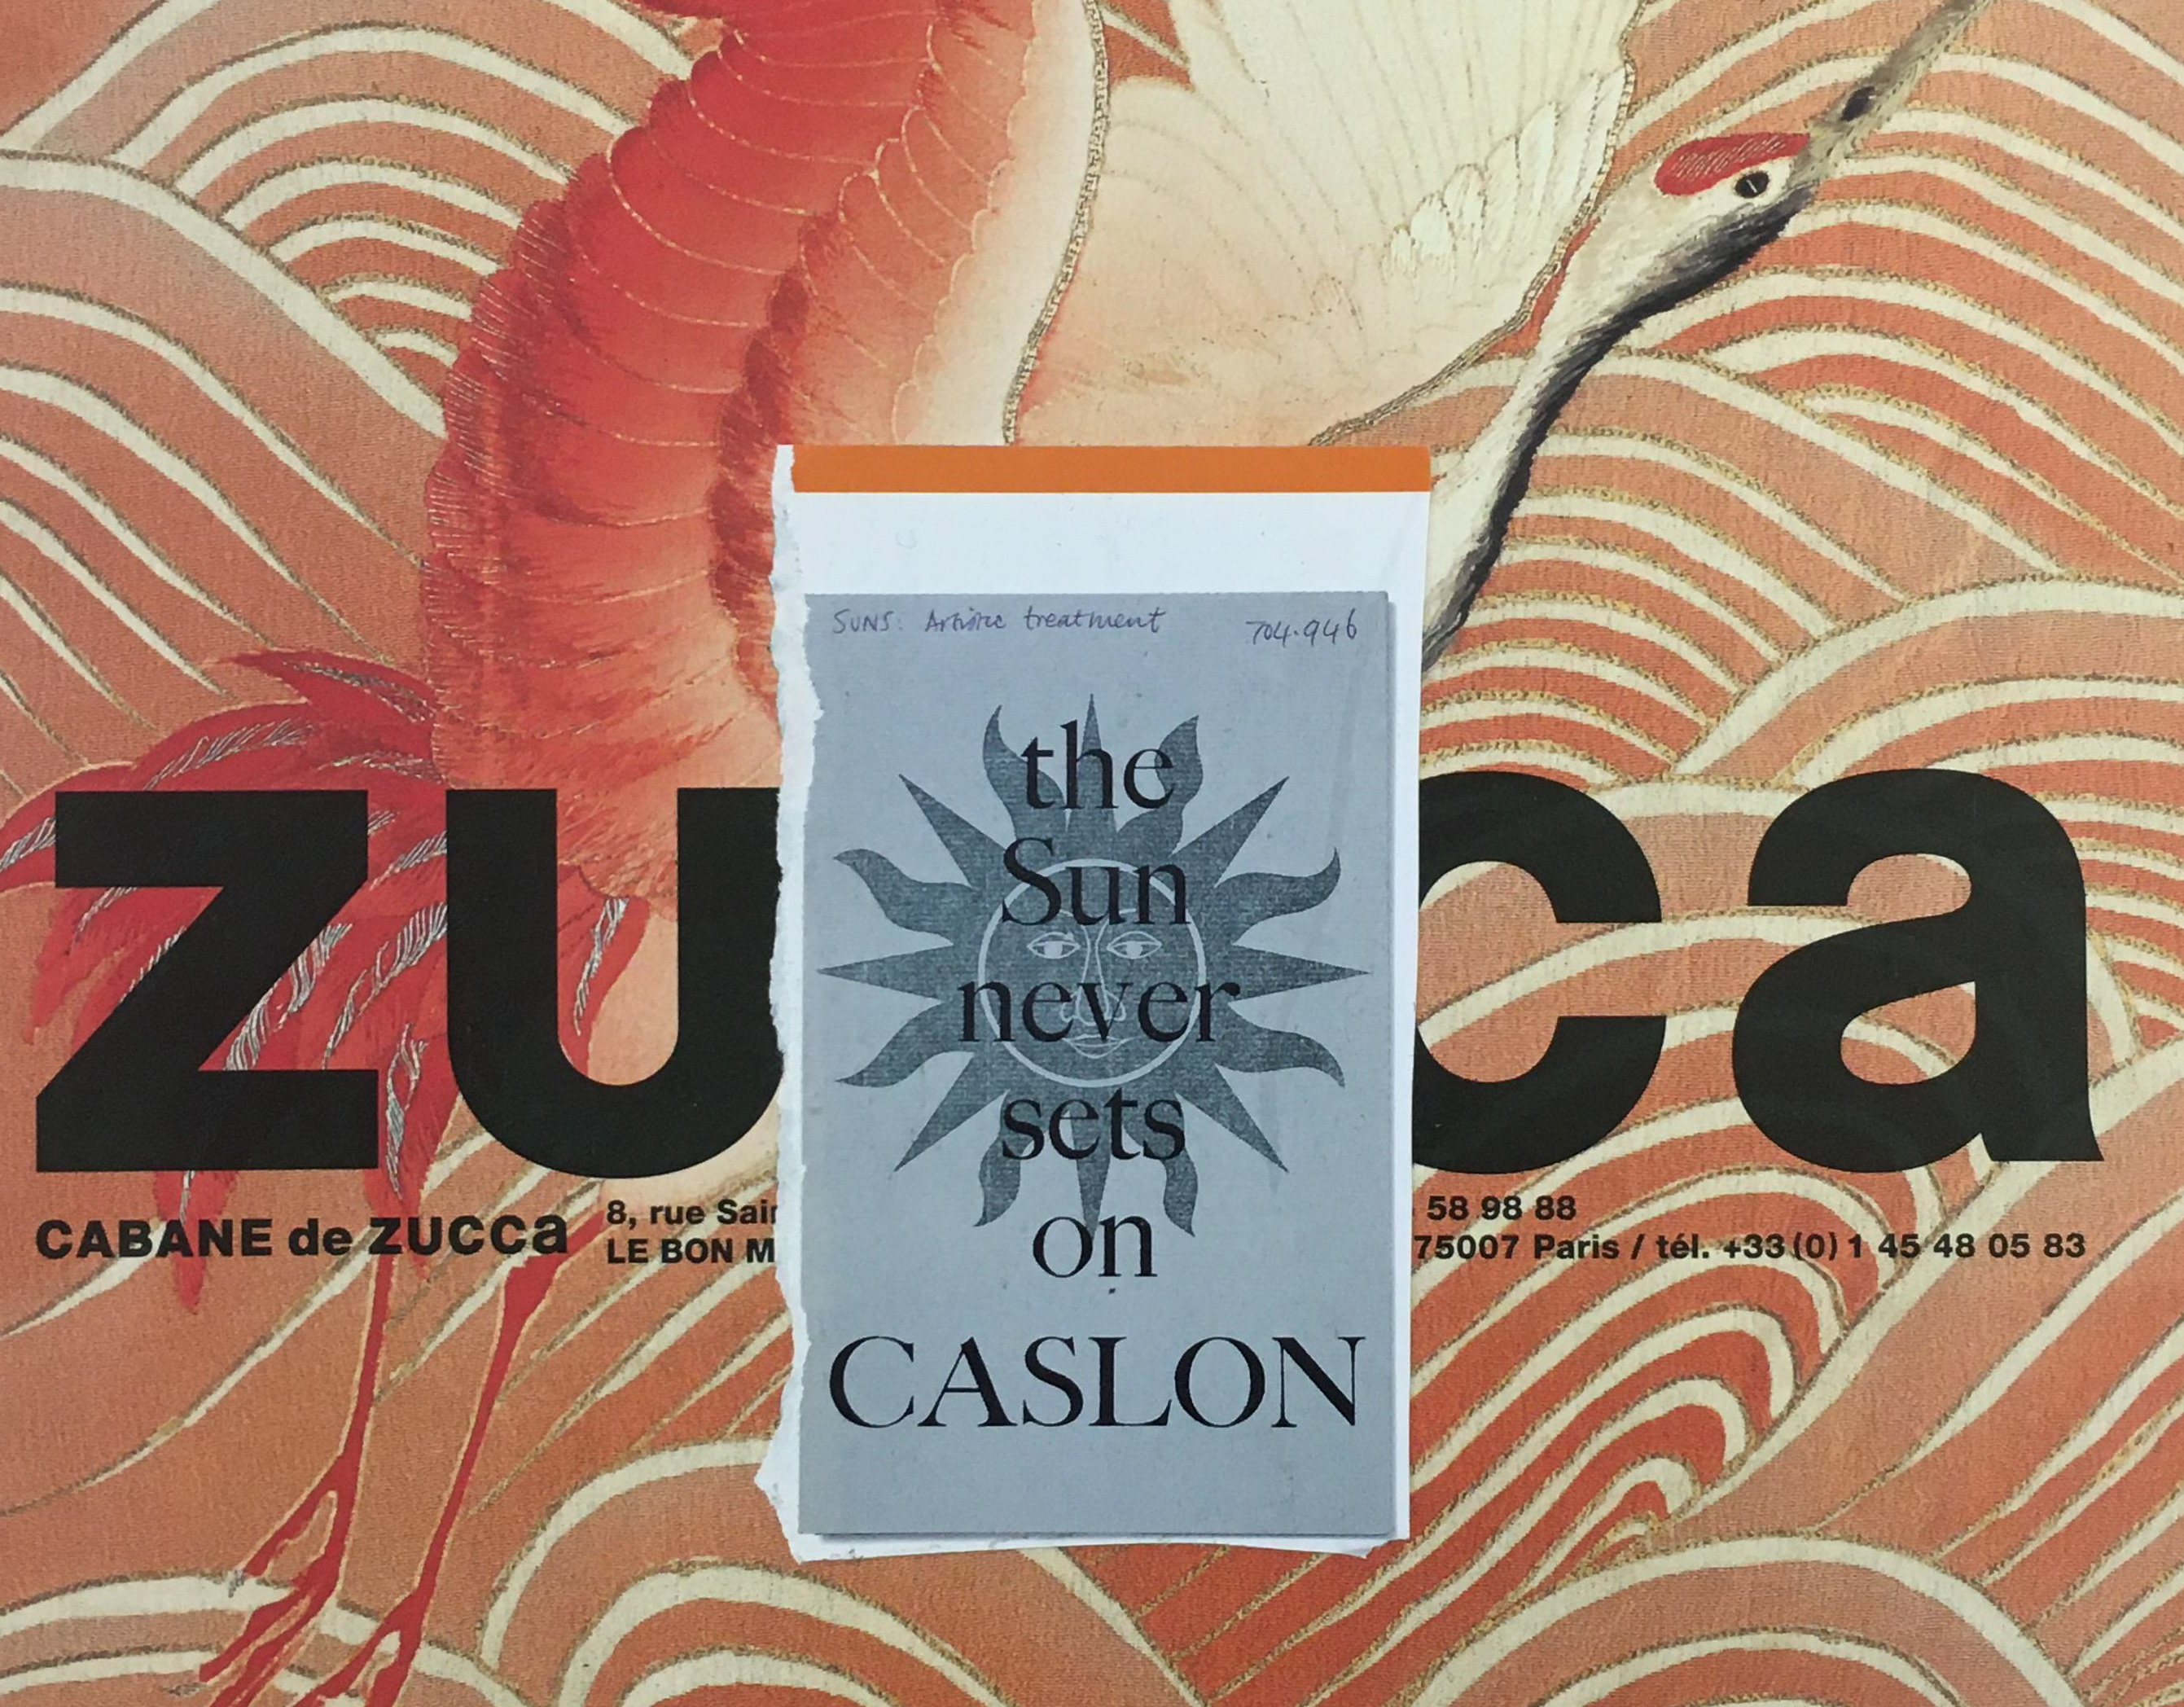 SUNS: Artistic treatment 704.946
the
Sun
never
sets
on
CASLON
zu ca
CABANE de ZUCCa
8, rue Sai 58 98 88
LE BON M 75007 Paris / tél. +33 (0) 1 45 48 05 83